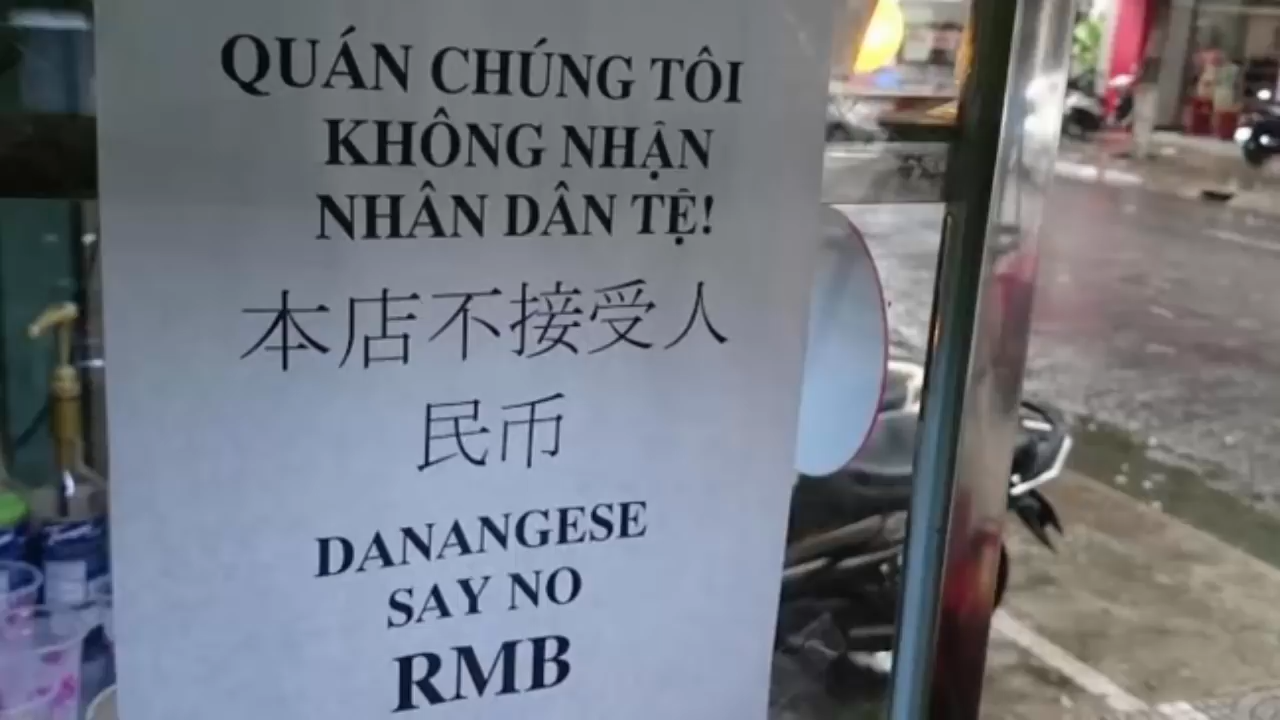 QUÁN CHÚNG TÔI
KHÔNG NHẬN
NHÂN DÂN TỆ!
本店不接受人
民币
DANANGESE
SAY NO
RMB